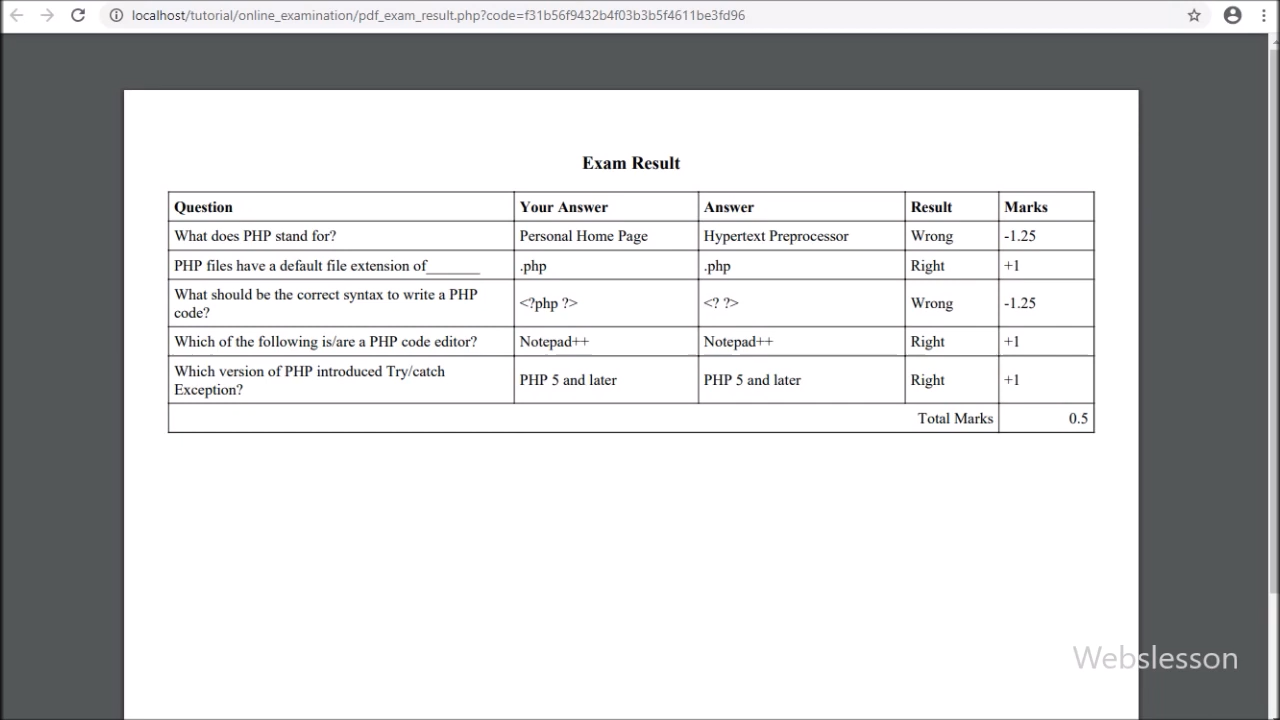 localhost/tutorial/online_examination/pdf_exam_result.php?code=f31b56f9432b4f03b3b5f4611be3fd96
Exam Result
Question Your Answer Answer Result Marks
What does PHP stand for? Personal Home Page Hypertext Preprocessor Wrong -1.25
PHP files have a default file extension of_______ .php .php Right +1
What should be the correct syntax to write a PHP
code? <?php ?> <? ?> Wrong -1.25
Which of the following is/are a PHP code editor? Notepad++ Notepad++ Right +1
Which version of PHP introduced Try/catch
Exception? PHP 5 and later PHP 5 and later Right +1
Total Marks 0.5
Webslesson